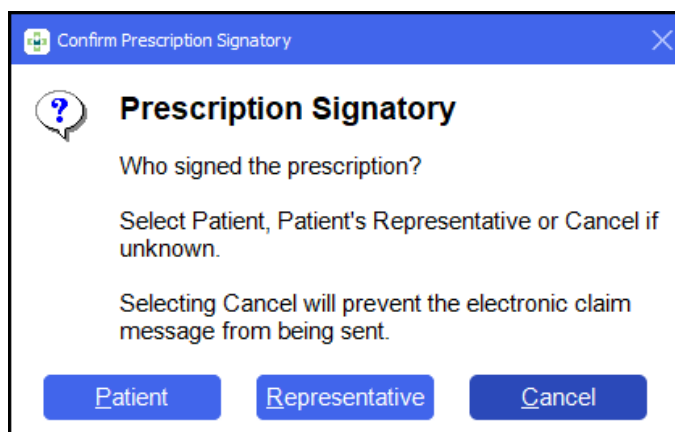 Confirm Prescription Signatory
Prescription Signatory
Who signed the prescription?
Select Patient, Patient's Representative or Cancel if
unknown.
Selecting Cancel will prevent the electronic claim
message from being sent.
Patient Representative Cancel